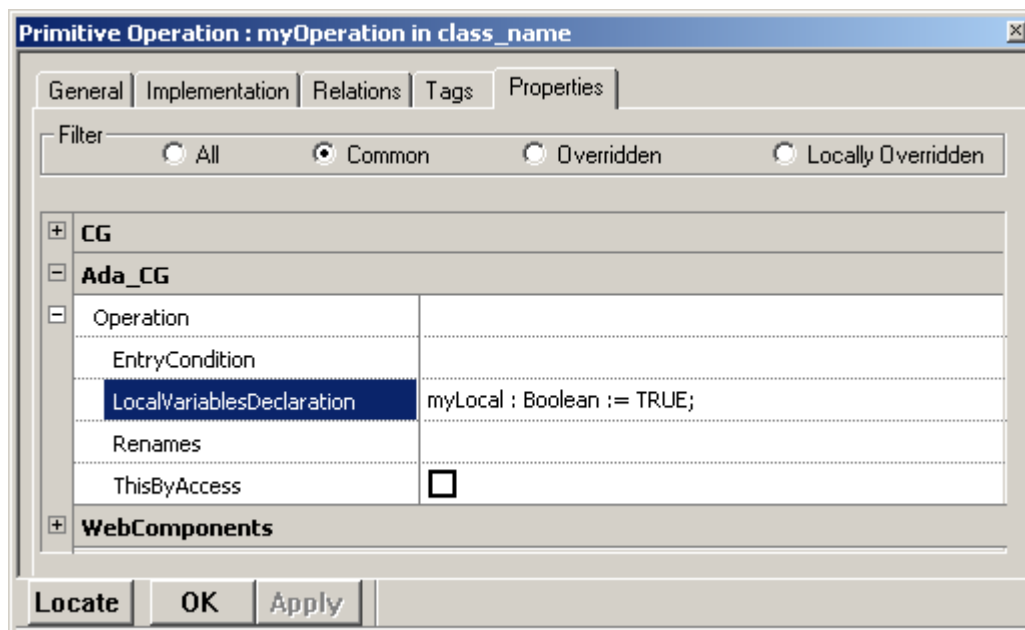 Primitive Operation : myOperation in class_name
General Implementation Relations Tags Properties
Filter
All Common Overridden Locally Overridden
CG
Ada_CG
Operation
EntryCondition
LocalVariablesDeclaration myLocal : Boolean := TRUE;
Renames
ThisByAccess
WebComponents
Locate OK Apply